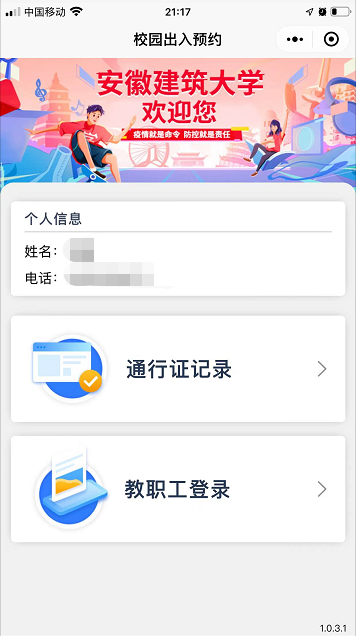 中国移动
21:17
校园出入预约
安徽建筑大学
欢迎您
疫情就是命令 防控就是责任
个人信息
姓名：
电话：
通行证记录
教职工登录
1.0.3.1